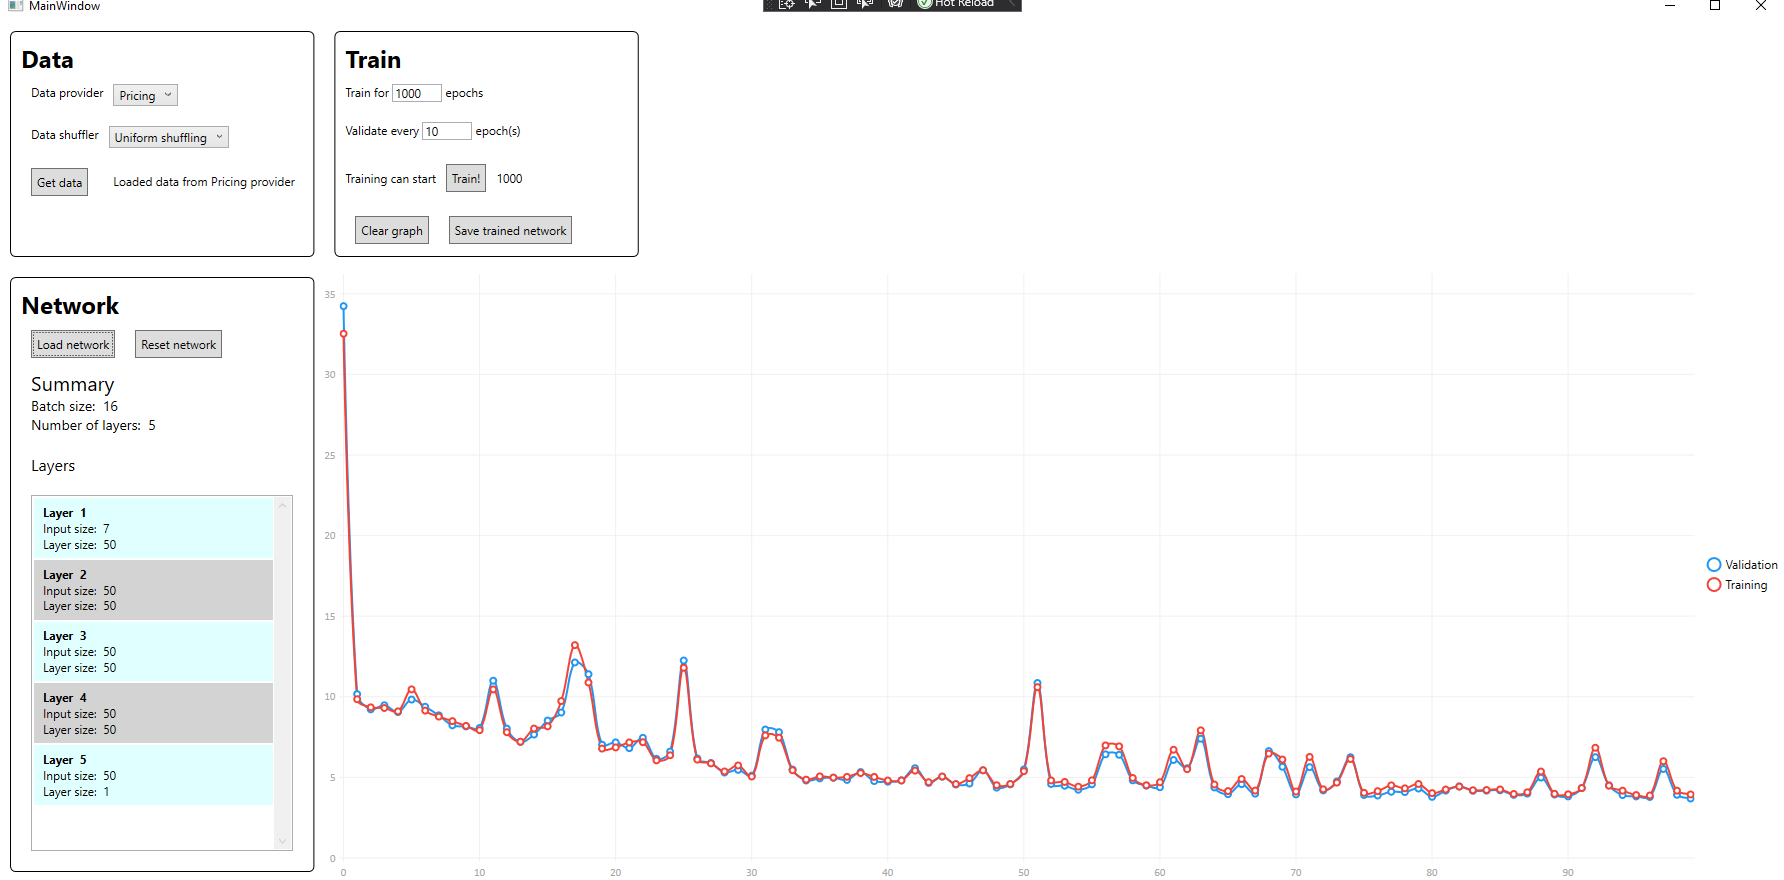 MainWindow
Hot Reload
Data
Data provider Pricing
Data shuffler Uniform shuffling
Get data Loaded data from Pricing provider
Train
Train for 1000 epochs
Validate every 10 epoch(s)
Training can start Train! 1000
Clear graph Save trained network
Network
Load network Reset network
Summary
Batch size: 16
Number of layers: 5
Layers
Layer 1
Input size: 7
Layer size: 50
Layer 2
Input size: 50
Layer size: 50
Layer 3
Input size: 50
Layer size: 50
Layer 4
Input size: 50
Layer size: 50
Layer 5
Input size: 50
Layer size: 1
35
30
25
20
15
10
5
0
0 10 20 30 40 50 60 70 80 90
Validation
Training